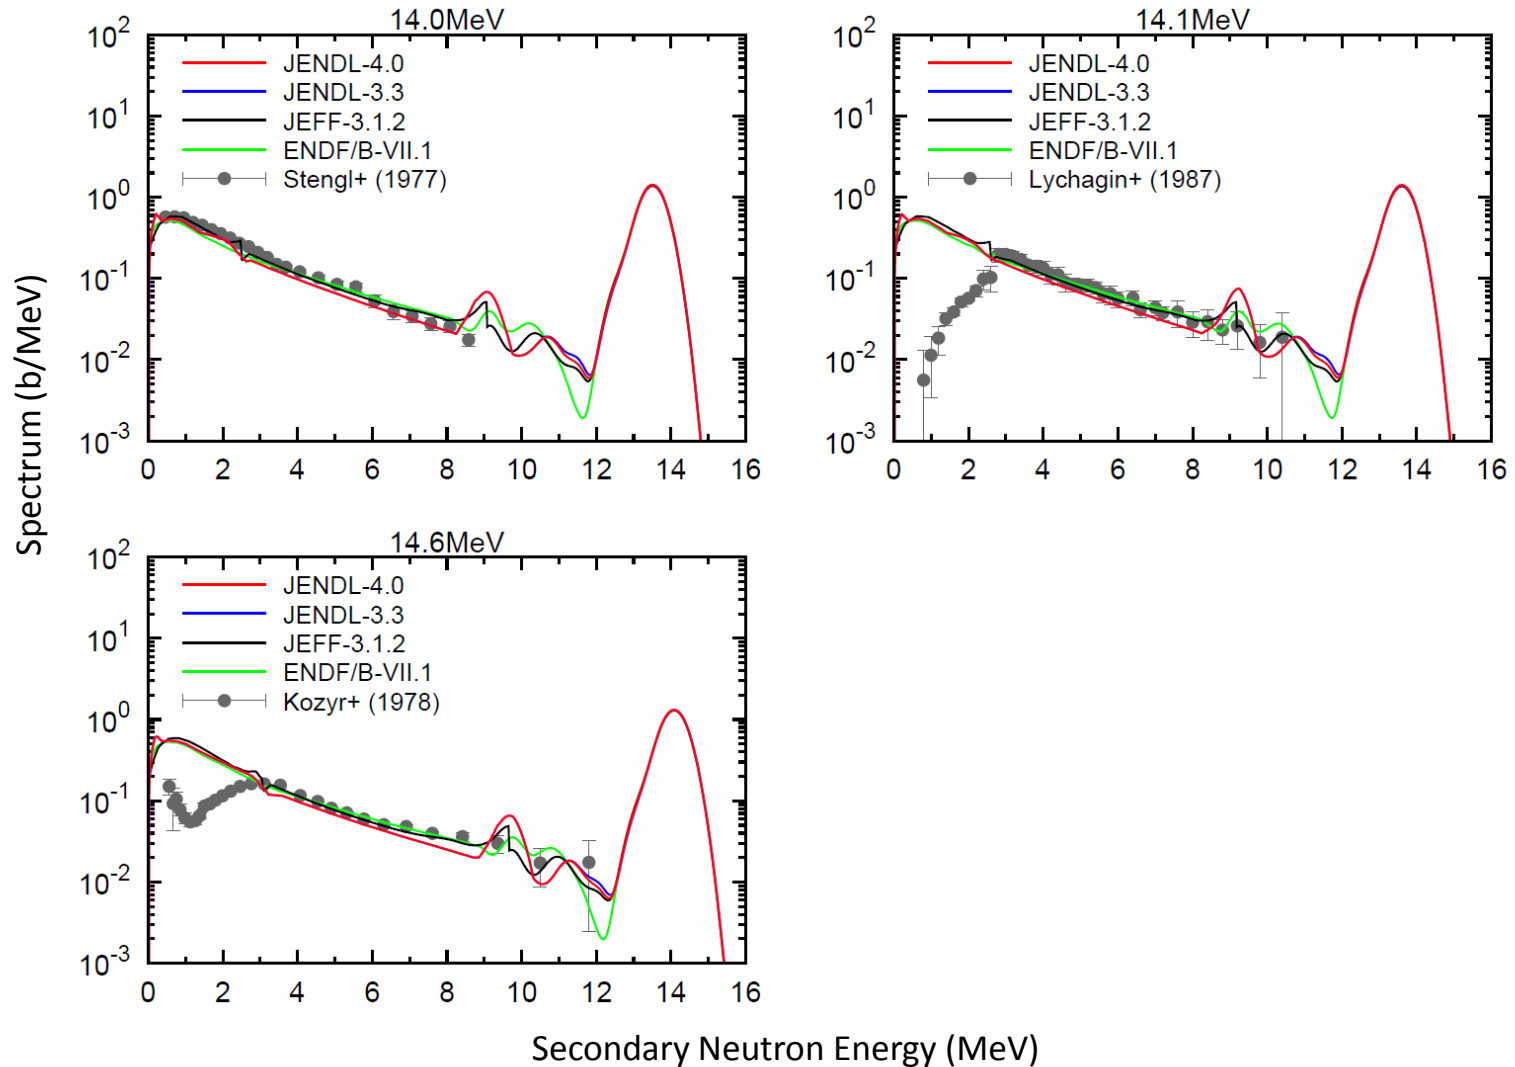 14.0MeV
10^2
10^1
10^0
10^-1
10^-2
10^-3
JENDL-4.0
JENDL-3.3
JEFF-3.1.2
ENDF/B-VII.1
Stengl+ (1977)
0 2 4 6 8 10 12 14 16
14.1MeV
10^2
10^1
10^0
10^-1
10^-2
10^-3
JENDL-4.0
JENDL-3.3
JEFF-3.1.2
ENDF/B-VII.1
Lychagin+ (1987)
0 2 4 6 8 10 12 14 16
Spectrum (b/MeV)
14.6MeV
10^2
10^1
10^0
10^-1
10^-2
10^-3
JENDL-4.0
JENDL-3.3
JEFF-3.1.2
ENDF/B-VII.1
Kozyr+ (1978)
0 2 4 6 8 10 12 14 16
Secondary Neutron Energy (MeV)